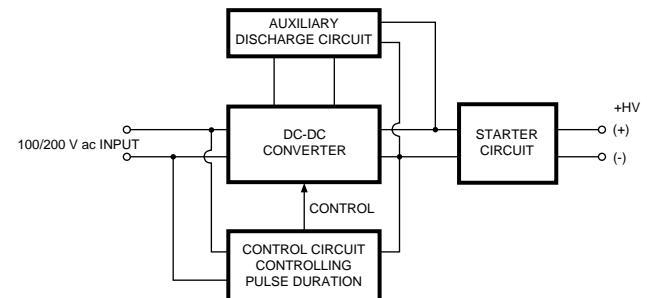 AUXILIARY
DISCHARGE CIRCUIT
+HV
100/200 V ac INPUT
DC-DC
CONVERTER
STARTER
CIRCUIT
(+)
(-)
CONTROL
CONTROL CIRCUIT
CONTROLLING
PULSE DURATION